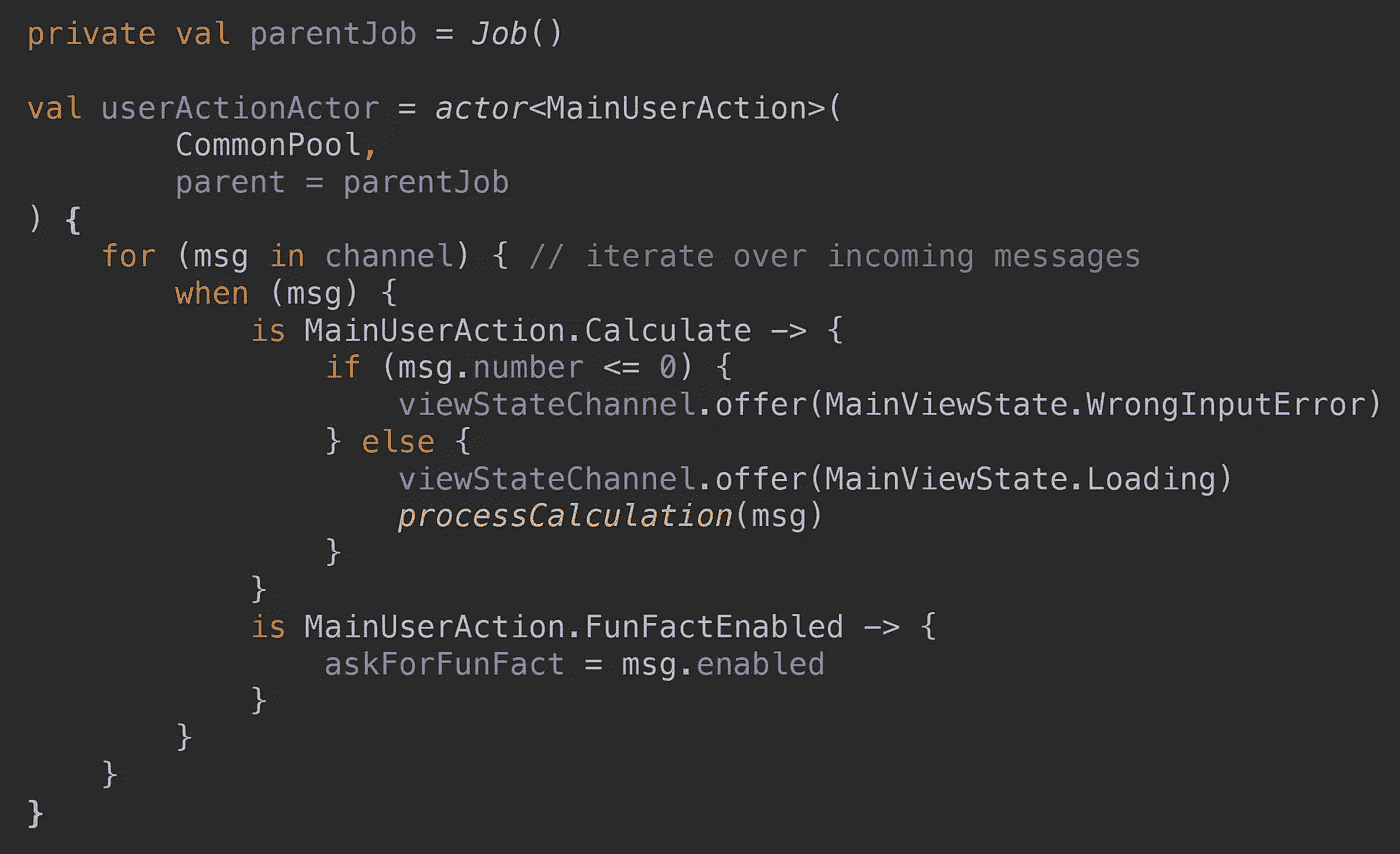 private val parentJob = Job()

val userActionActor = actor<MainUserAction>(
        CommonPool,
        parent = parentJob
) {
    for (msg in channel) { // iterate over incoming messages
        when (msg) {
            is MainUserAction.Calculate -> {
                if (msg.number <= 0) {
                    viewStateChannel.offer(MainViewState.WrongInputError)
                } else {
                    viewStateChannel.offer(MainViewState.Loading)
                    processCalculation(msg)
                }
            }
            is MainUserAction.FunFactEnabled -> {
                askForFunFact = msg.enabled
            }
        }
    }
}